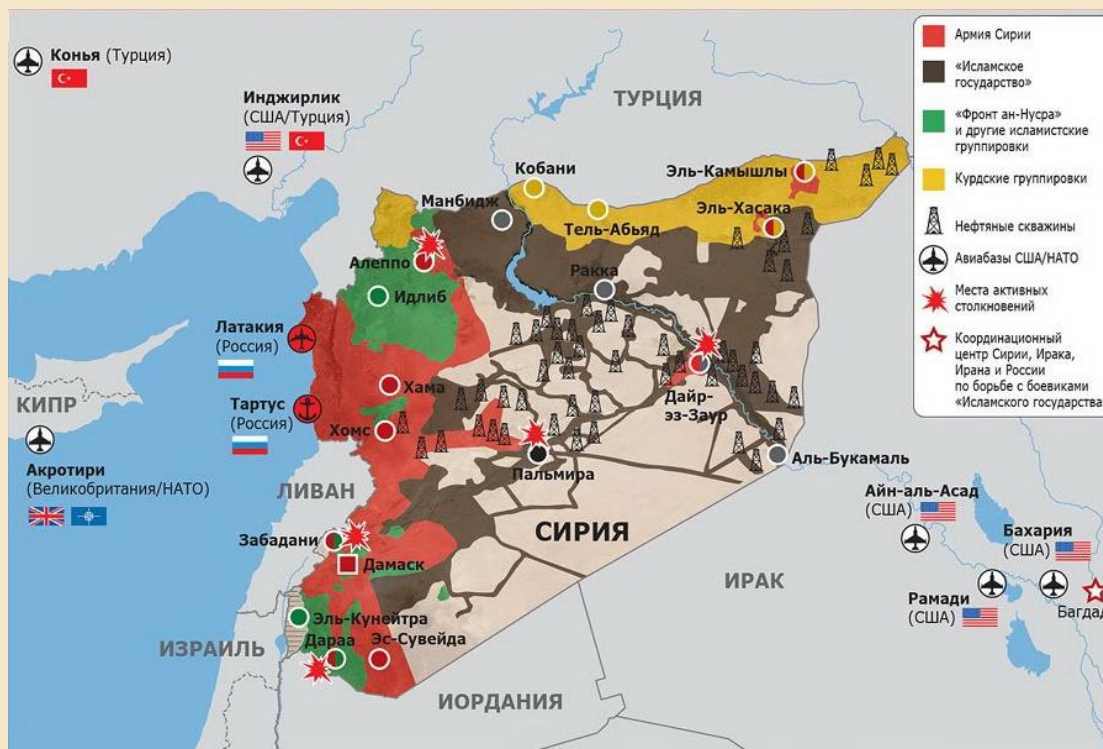 Конья (Турция)
Инджирлик
(США/Турция)
ТУРЦИЯ
Кобани
Манбидж
Тель-Абьяд
Эль-Камышлы
Эль-Хасака
Алеппо
Идлиб
Ракка
Латакия
(Россия)
Тартус
(Россия)
Хама
Хомс
Дайр-
эз-Заур
Пальмира
Аль-Букамаль
КИПР
Акротири
(Великобритания/НАТО)
ЛИВАН
Забадани
Дамаск
СИРИЯ
ИРАК
Айн-аль-Асад
(США)
Бахария
(США)
Рамади
(США)
Багдад
ИЗРАИЛЬ
Эль-Кунейтра
Дараа
Эс-Сувейда
ИОРДАНИЯ
Армия Сирии
«Исламское
государство»
«Фронт ан-Нусра»
и другие исламистские
группировки
Курдские группировки
Нефтяные скважины
Авиабазы США/НАТО
Места активных
столкновений
Координационный
центр Сирии, Ирака,
Ирана и России
по борьбе с боевиками
«Исламского государства